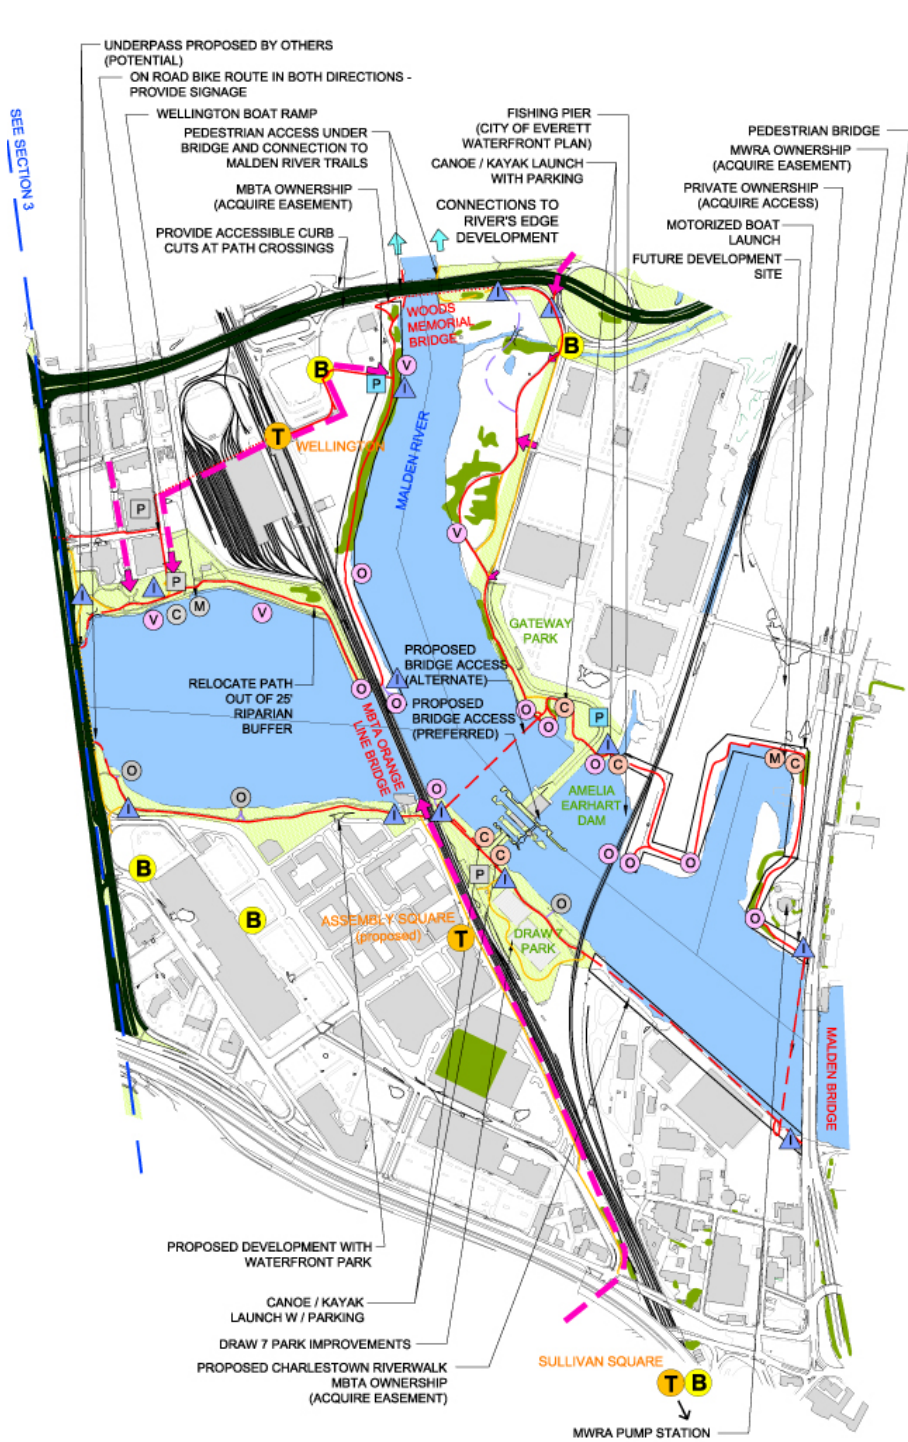 UNDERPASS PROPOSED BY OTHERS
(POTENTIAL)
ON ROAD BIKE ROUTE IN BOTH DIRECTIONS -
PROVIDE SIGNAGE
WELLINGTON BOAT RAMP
PEDESTRIAN ACCESS UNDER
BRIDGE AND CONNECTION TO
MALDEN RIVER TRAILS
MBTA OWNERSHIP
(ACQUIRE EASEMENT)
PROVIDE ACCESSIBLE CURB
CUTS AT PATH CROSSINGS
FISHING PIER
(CITY OF EVERETT
WATERFRONT PLAN)
CANOE / KAYAK LAUNCH
WITH PARKING
CONNECTIONS TO
RIVER'S EDGE
DEVELOPMENT
PEDESTRIAN BRIDGE
MWRA OWNERSHIP
(ACQUIRE EASEMENT)
PRIVATE OWNERSHIP
(ACQUIRE ACCESS)
MOTORIZED BOAT
LAUNCH
FUTURE DEVELOPMENT
SITE
SEE SECTION 3
I
I
WOODS
MEMORIAL
BRIDGE
B
B
V
P
I
T
WELLINGTON
MALDEN RIVER
P
V
O
I
I
P
V
C
M
V
GATEWAY
PARK
PROPOSED
BRIDGE ACCESS
(ALTERNATE)
I
O
O
RELOCATE PATH
OUT OF 25'
RIPARIAN
BUFFER
MBTA ORANGE
LINE BRIDGE
PROPOSED
BRIDGE ACCESS
(PREFERRED)
O
C
O
P
I
O
C
M
C
O
O
O
I
I
I
AMELIA
EARHART
DAM
C
C
O
O
O
P
I
O
O
B
B
ASSEMBLY SQUARE
(proposed)
T
DRAW 7
PARK
I
MALDEN BRIDGE
I
PROPOSED DEVELOPMENT WITH
WATERFRONT PARK
CANOE / KAYAK
LAUNCH W / PARKING
DRAW 7 PARK IMPROVEMENTS
PROPOSED CHARLESTOWN RIVERWALK
MBTA OWNERSHIP
(ACQUIRE EASEMENT)
SULLIVAN SQUARE
T
B
MWRA PUMP STATION